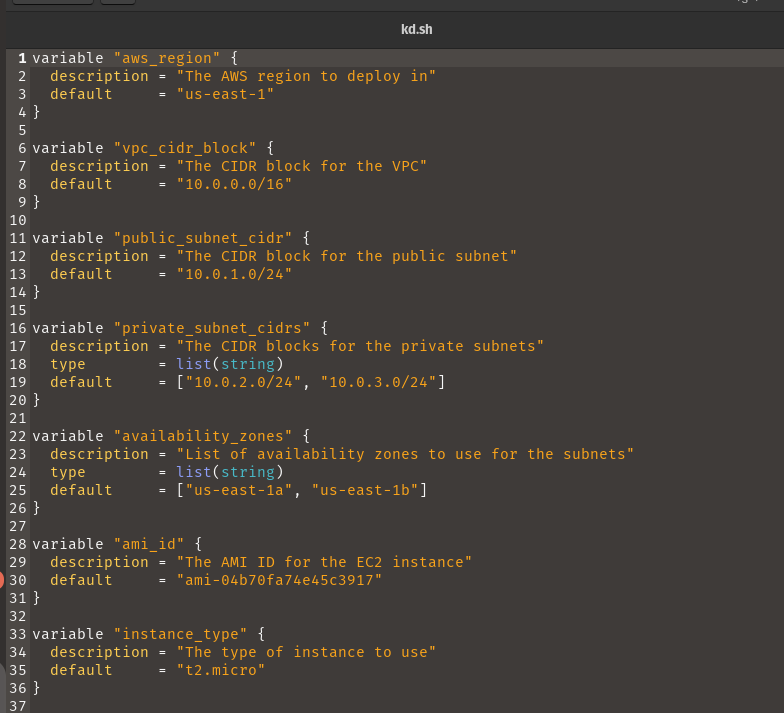 kd.sh
1 variable "aws_region" {
2   description = "The AWS region to deploy in"
3   default     = "us-east-1"
4 }
5
6 variable "vpc_cidr_block" {
7   description = "The CIDR block for the VPC"
8   default     = "10.0.0.0/16"
9 }
10
11 variable "public_subnet_cidr" {
12   description = "The CIDR block for the public subnet"
13   default     = "10.0.1.0/24"
14 }
15
16 variable "private_subnet_cidrs" {
17   description = "The CIDR blocks for the private subnets"
18   type        = list(string)
19   default     = ["10.0.2.0/24", "10.0.3.0/24"]
20 }
21
22 variable "availability_zones" {
23   description = "List of availability zones to use for the subnets"
24   type        = list(string)
25   default     = ["us-east-1a", "us-east-1b"]
26 }
27
28 variable "ami_id" {
29   description = "The AMI ID for the EC2 instance"
30   default     = "ami-04b70fa74e45c3917"
31 }
32
33 variable "instance_type" {
34   description = "The type of instance to use"
35   default     = "t2.micro"
36 }
37